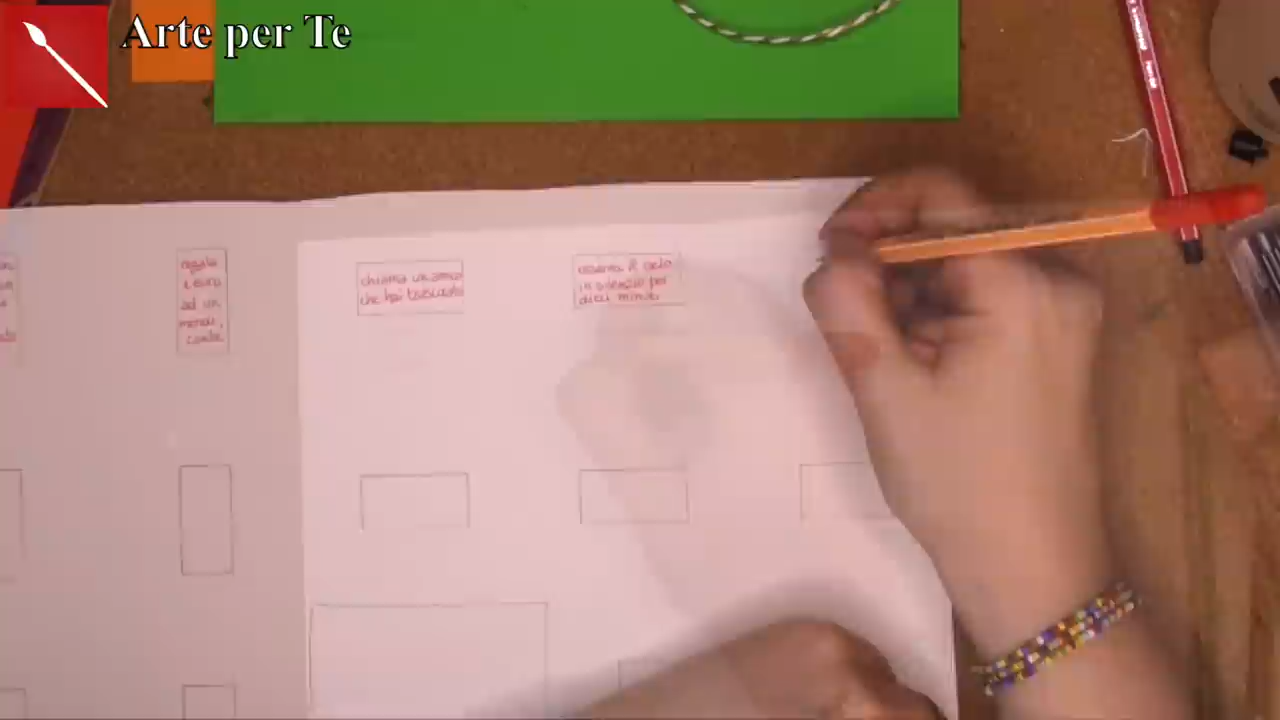 Arte per Te
regala
1 euro
ad un
mendi,
cante
chiama un amico
che hai trascurato
osserva il cielo
in silenzio per
dieci minuti